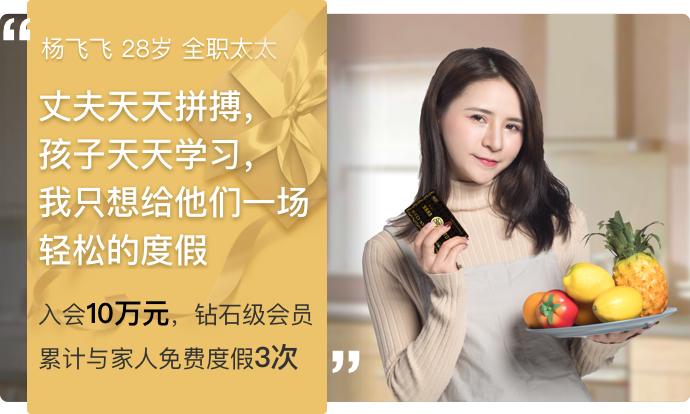 “
杨飞飞 28岁 全职太太
丈夫天天拼搏，
孩子天天学习，
我只想给他们一场
轻松的度假
入会10万元，钻石级会员
累计与家人免费度假3次
”